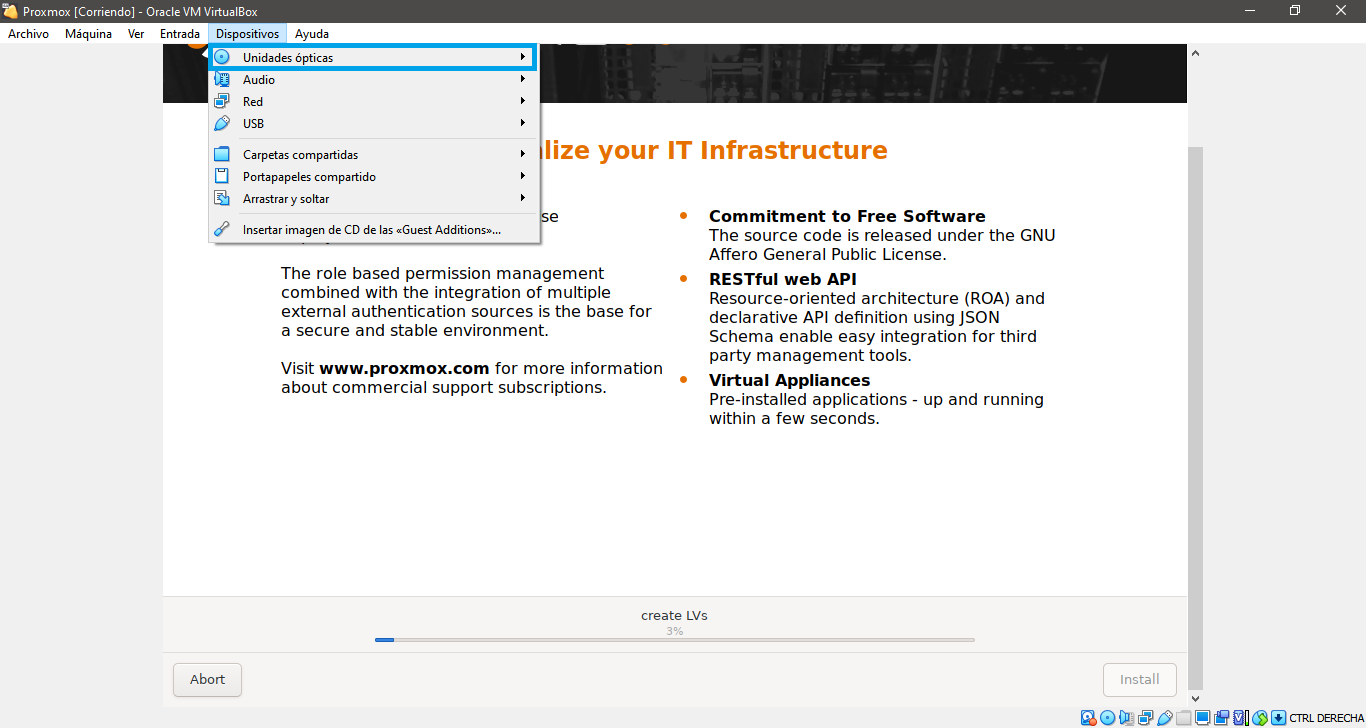 Proxmox [Corriendo] - Oracle VM VirtualBox
Archivo Máquina Ver Entrada Dispositivos Ayuda
Unidades ópticas
Audio
Red
USB
Carpetas compartidas
Portapapeles compartido
Arrastrar y soltar
Insertar imagen de CD de las «Guest Additions»...
lize your IT Infrastructure
se
The role based permission management
combined with the integration of multiple
external authentication sources is the base for
a secure and stable environment.
Visit www.proxmox.com for more information
about commercial support subscriptions.
Commitment to Free Software
The source code is released under the GNU
Affero General Public License.
RESTful web API
Resource-oriented architecture (ROA) and
declarative API definition using JSON
Schema enable easy integration for third
party management tools.
Virtual Appliances
Pre-installed applications - up and running
within a few seconds.
create LVs
3%
Abort
Install
CTRL DERECHA